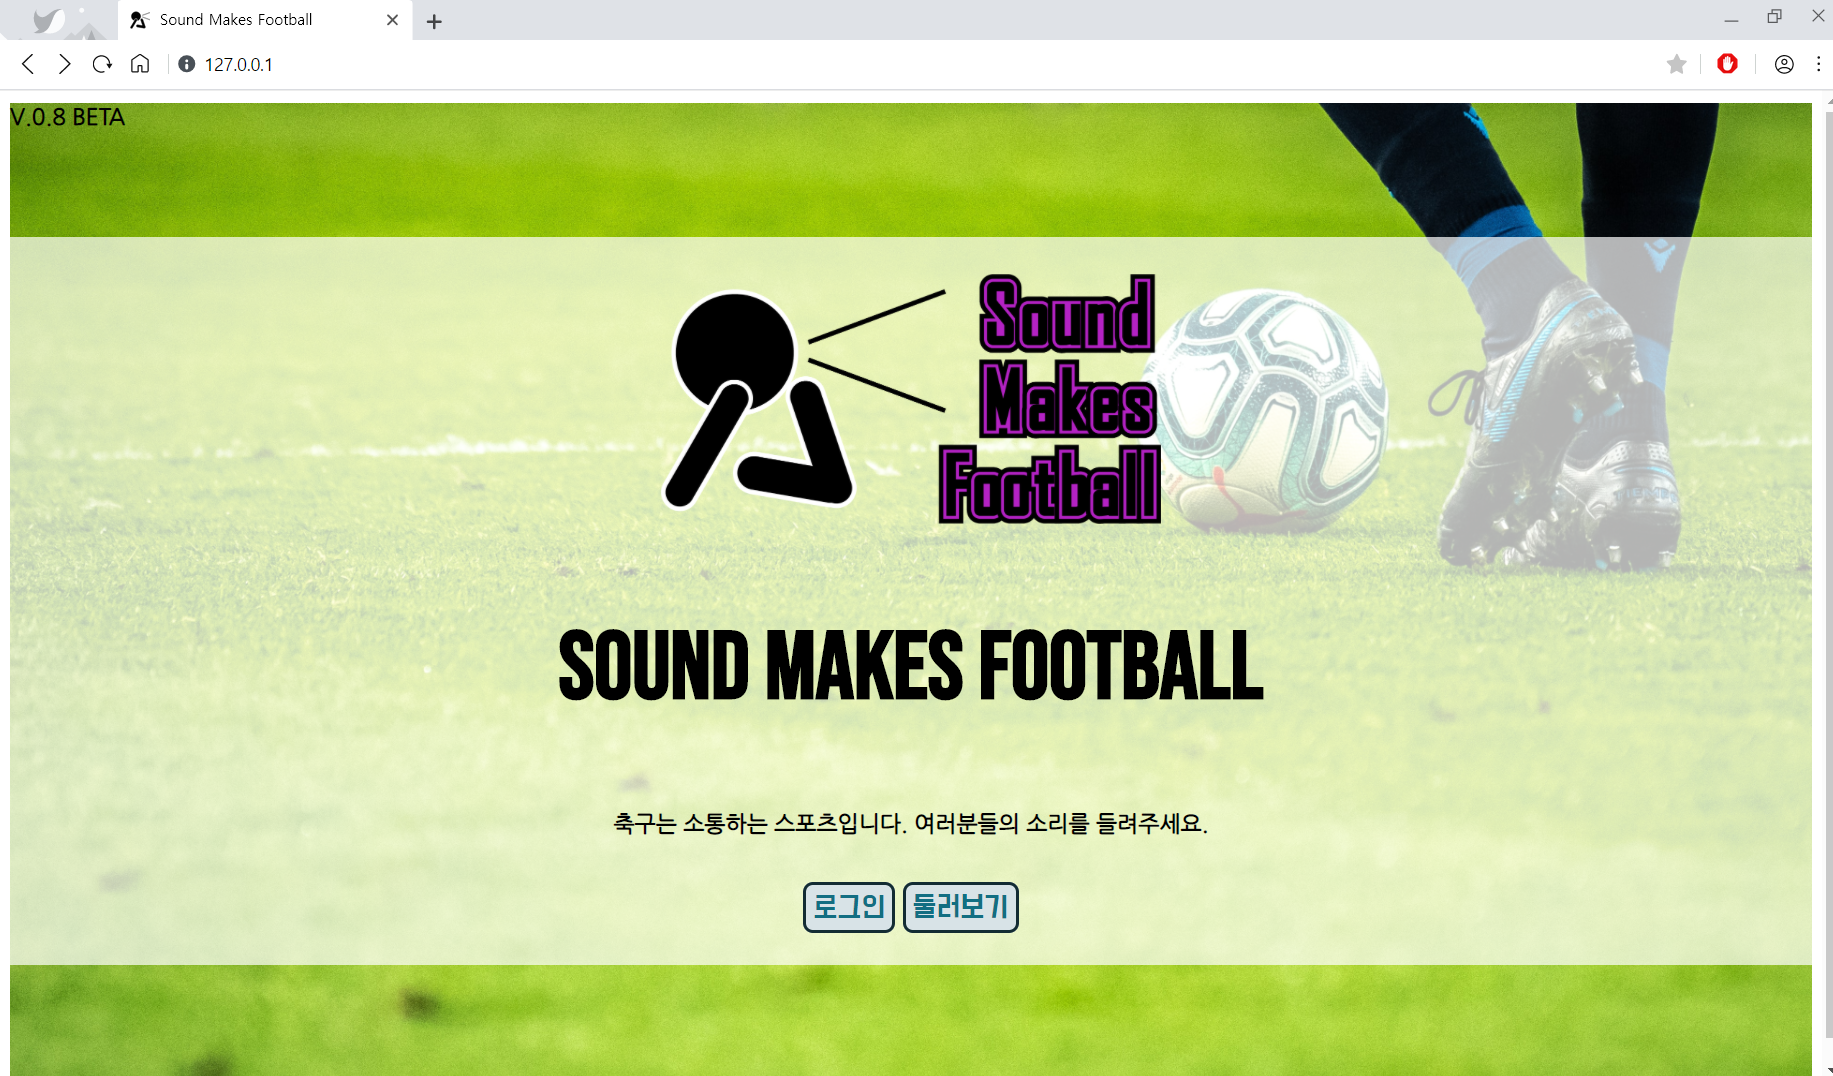 Sound Makes Football
127.0.0.1
V.0.8 BETA
Sound
Makes
Football
SOUND MAKES FOOTBALL
축구는 소통하는 스포츠입니다. 여러분들의 소리를 들려주세요.
로그인 둘러보기